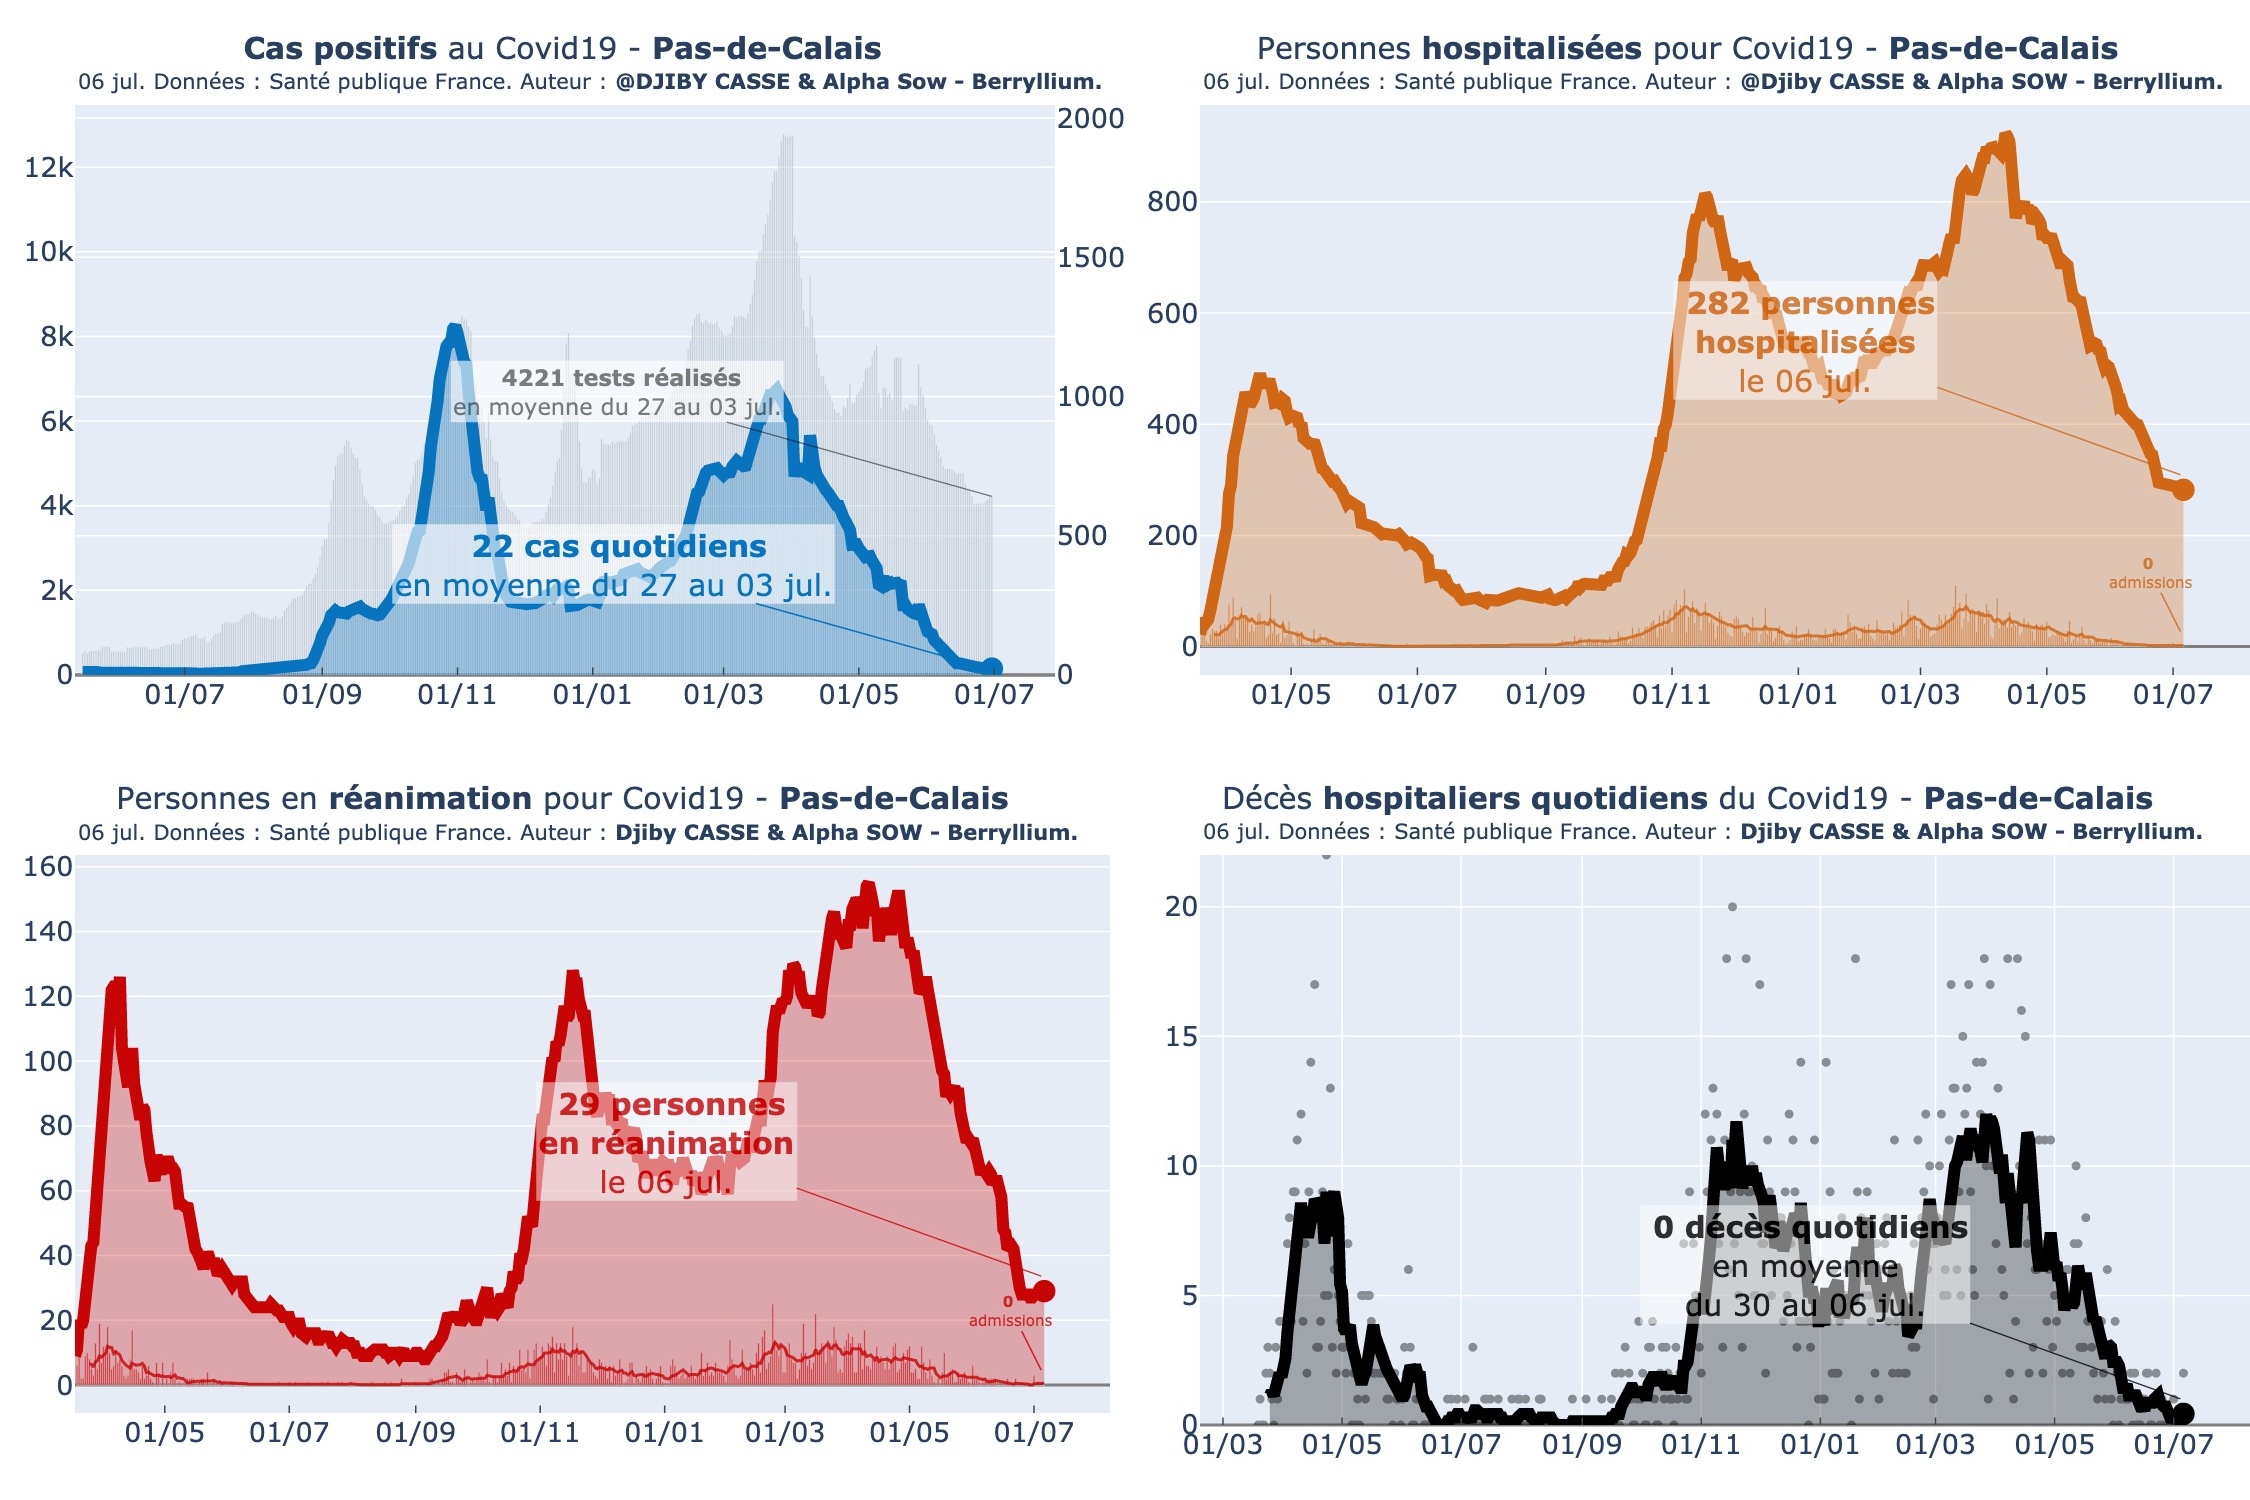 Cas positifs au Covid19 - Pas-de-Calais
06 jul. Données : Santé publique France. Auteur : @DJIBY CASSE & Alpha Sow - Berryllium.
12k
10k
8k
6k
4k
2k
0
2000
1500
1000
500
0
4221 tests réalisés
en moyenne du 27 au 03 jul.
22 cas quotidiens
en moyenne du 27 au 03 jul.
01/07 01/09 01/11 01/01 01/03 01/05 01/07
Personnes hospitalisées pour Covid19 - Pas-de-Calais
06 jul. Données : Santé publique France. Auteur : @Djiby CASSE & Alpha SOW - Berryllium.
800
600
400
200
0
282 personnes
hospitalisées
le 06 jul.
0
admissions
01/05 01/07 01/09 01/11 01/01 01/03 01/05 01/07
Personnes en réanimation pour Covid19 - Pas-de-Calais
06 jul. Données : Santé publique France. Auteur : Djiby CASSE & Alpha SOW - Berryllium.
160
140
120
100
80
60
40
20
0
29 personnes
en réanimation
le 06 jul.
0
admissions
01/05 01/07 01/09 01/11 01/01 01/03 01/05 01/07
Décès hospitaliers quotidiens du Covid19 - Pas-de-Calais
06 jul. Données : Santé publique France. Auteur : Djiby CASSE & Alpha SOW - Berryllium.
20
15
10
5
0
0 décès quotidiens
en moyenne
du 30 au 06 jul.
01/03 01/05 01/07 01/09 01/11 01/01 01/03 01/05 01/07